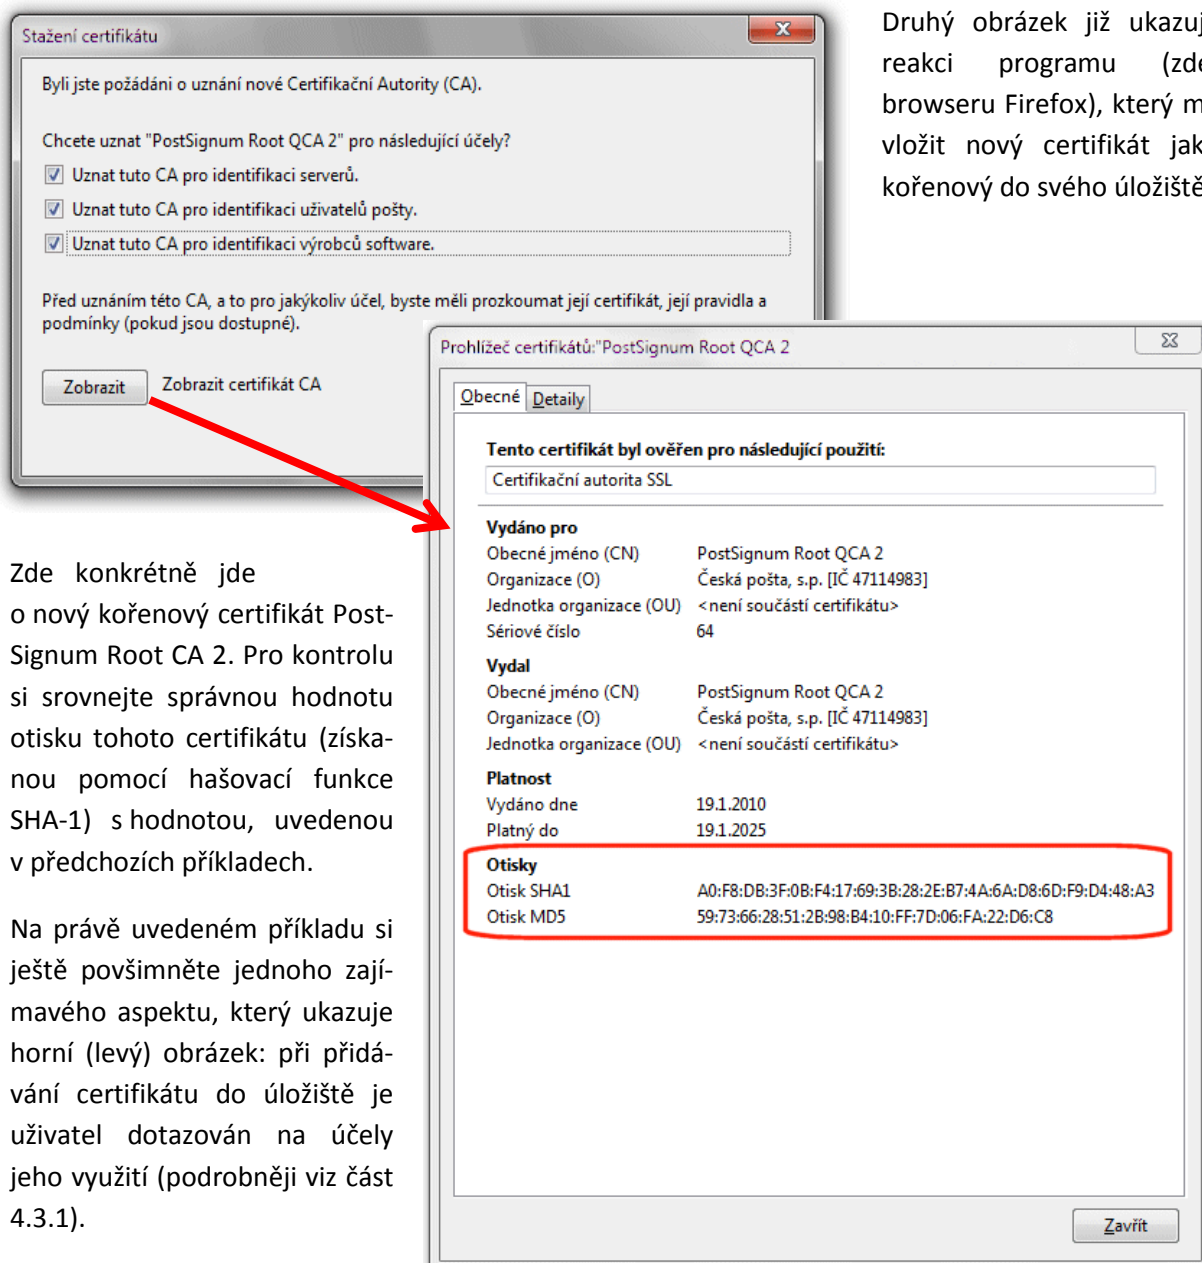 Stažení certifikátu
Byli jste požádáni o uznání nové Certifikační Autority (CA).
Chcete uznat "PostSignum Root QCA 2" pro následující účely?
Uznat tuto CA pro identifikaci serverů.
Uznat tuto CA pro identifikaci uživatelů pošty.
Uznat tuto CA pro identifikaci výrobců software.
Před uznáním této CA, a to pro jakýkoliv účel, byste měli prozkoumat její certifikát, její pravidla a
podmínky (pokud jsou dostupné).
Zobrazit Zobrazit certifikát CA
Druhý obrázek již ukazuj
reakci programu (zde
browseru Firefox), který m
vložit nový certifikát jak
kořenový do svého úložiště
Prohlížeč certifikátů:"PostSignum Root QCA 2
Obecné Detaily
Tento certifikát byl ověřen pro následující použití:
Certifikační autorita SSL
Vydáno pro
Obecné jméno (CN) PostSignum Root QCA 2
Organizace (O) Česká pošta, s.p. [IČ 47114983]
Jednotka organizace (OU) <není součástí certifikátu>
Sériové číslo 64
Vydal
Obecné jméno (CN) PostSignum Root QCA 2
Organizace (O) Česká pošta, s.p. [IČ 47114983]
Jednotka organizace (OU) <není součástí certifikátu>
Platnost
Vydáno dne 19.1.2010
Platný do 19.1.2025
Otisky
Otisk SHA1 A0:F8:DB:3F:0B:F4:17:69:3B:28:2E:B7:4A:6A:D8:6D:F9:D4:48:A3
Otisk MD5 59:73:66:28:51:2B:98:B4:10:FF:7D:06:FA:22:D6:C8
Zavřít
Zde konkrétně jde
o nový kořenový certifikát Post-
Signum Root CA 2. Pro kontrolu
si srovnejte správnou hodnotu
otisku tohoto certifikátu (získa-
nou pomocí hašovací funkce
SHA-1) s hodnotou, uvedenou
v předchozích příkladech.
Na právě uvedeném příkladu si
ještě povšimněte jednoho zají-
mavého aspektu, který ukazuje
horní (levý) obrázek: při přidá-
vání certifikátu do úložiště je
uživatel dotazován na účely
jeho využití (podrobněji viz část
4.3.1).